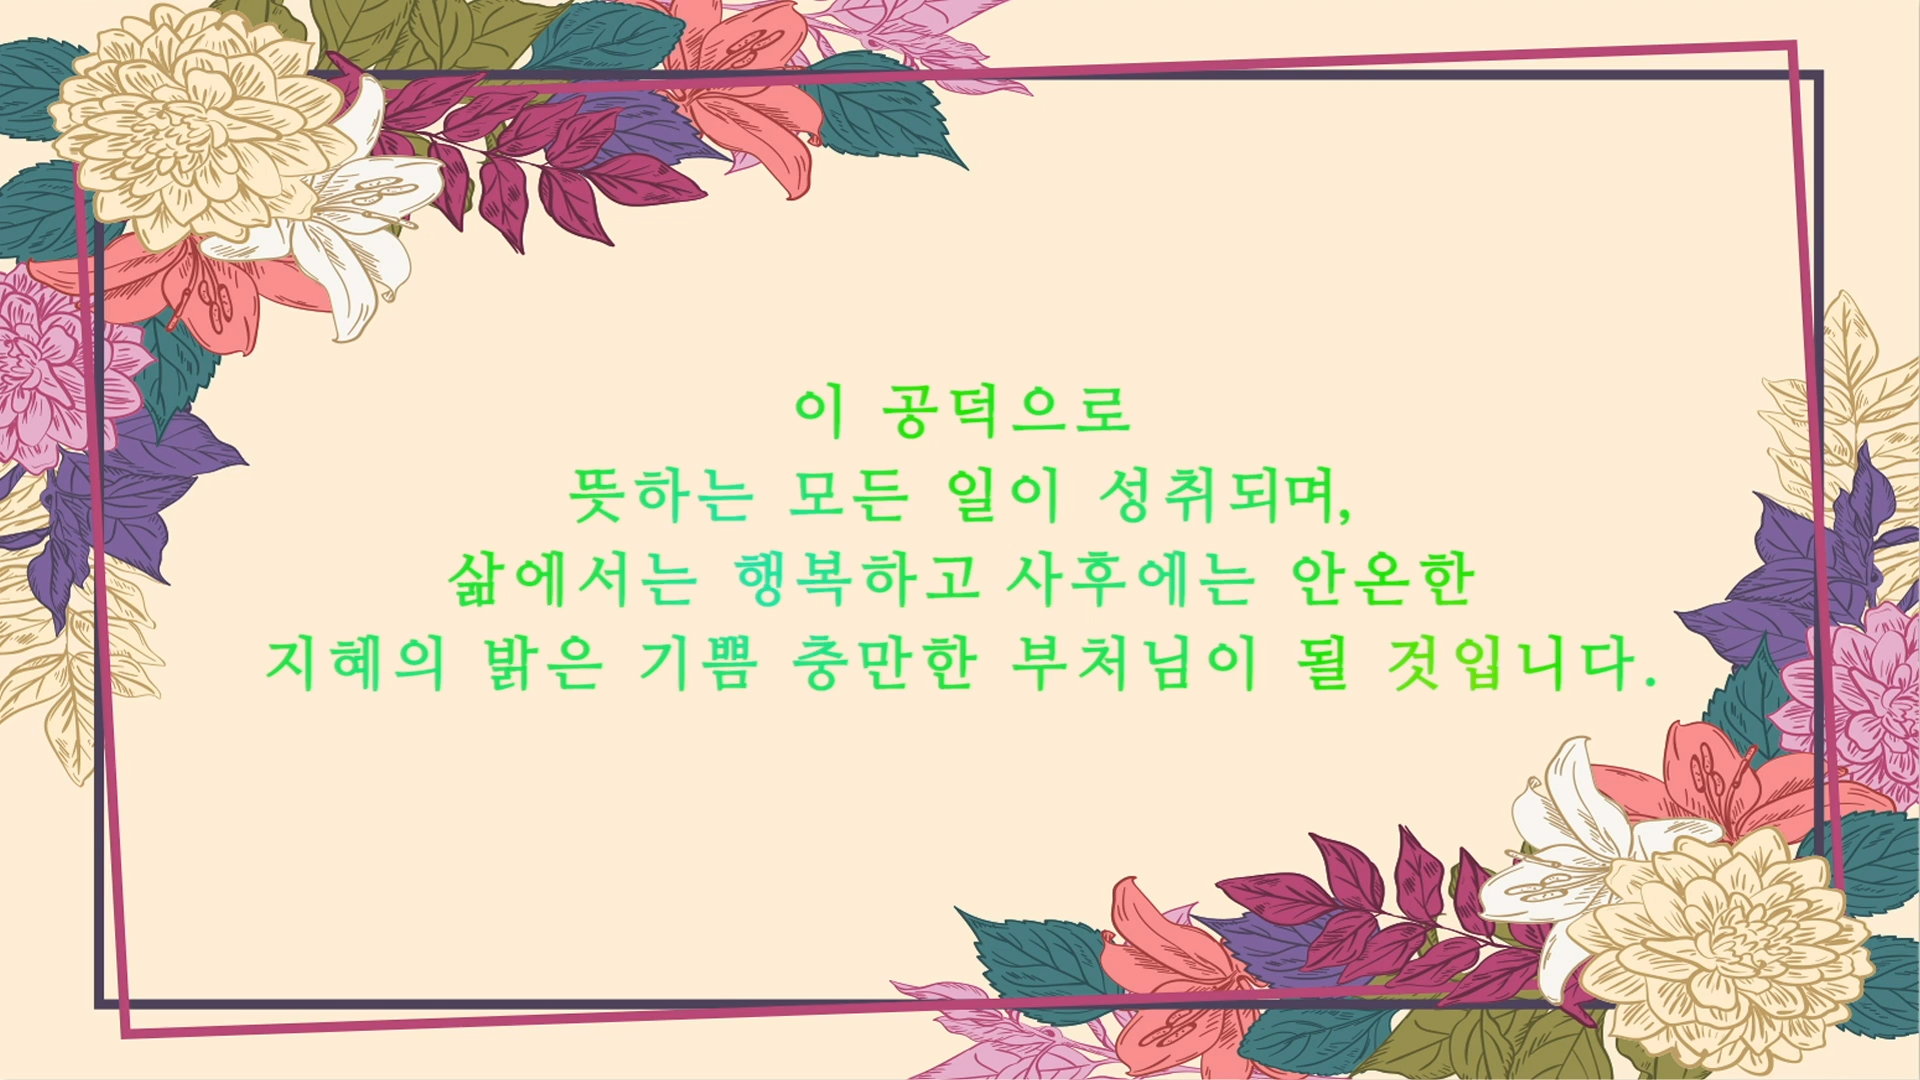 이 공덕으로
뜻하는 모든 일이 성취되며,
삶에서는 행복하고 사후에는 안온한
지혜의 밝은 기쁨 충만한 부처님이 될 것입니다.